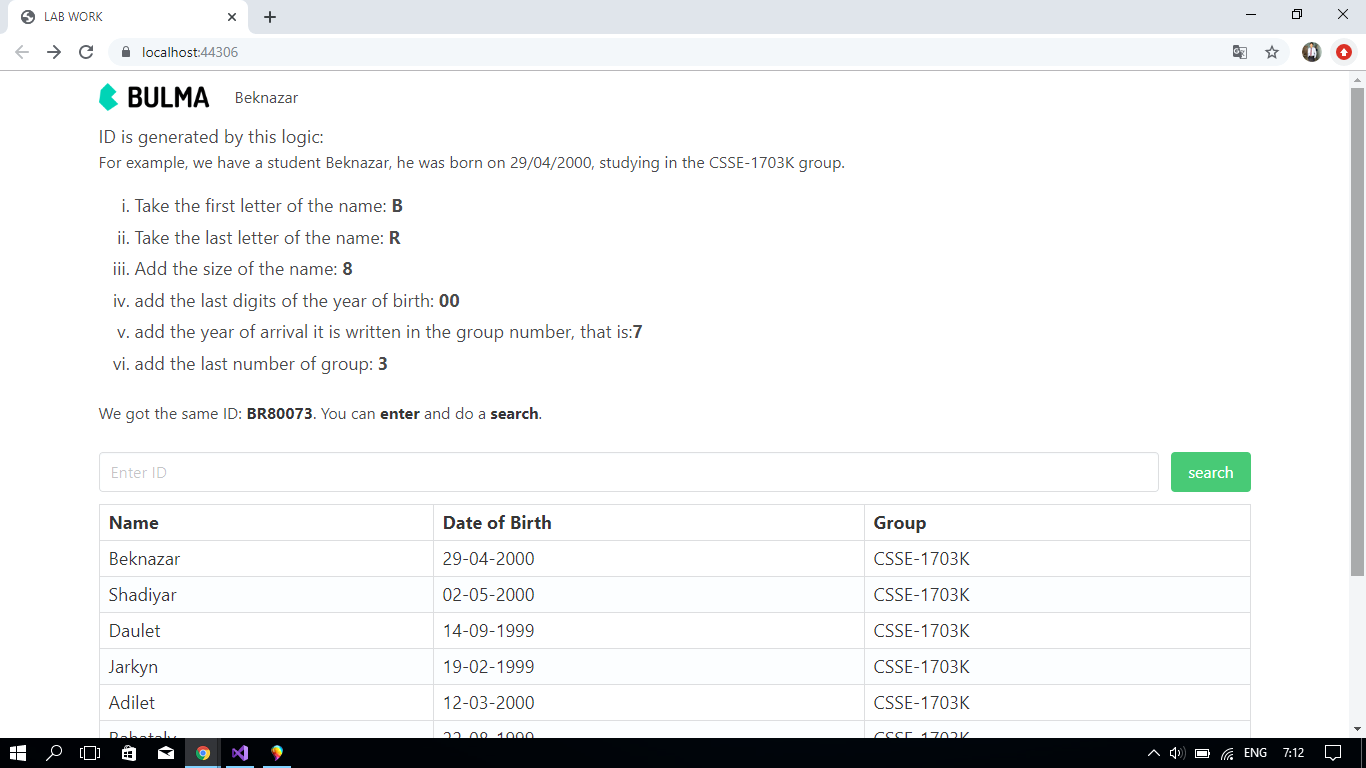 LAB WORK
localhost:44306
BULMA Beknazar
ID is generated by this logic:
For example, we have a student Beknazar, he was born on 29/04/2000, studying in the CSSE-1703K group.
i. Take the first letter of the name: B
ii. Take the last letter of the name: R
iii. Add the size of the name: 8
iv. add the last digits of the year of birth: 00
v. add the year of arrival it is written in the group number, that is:7
vi. add the last number of group: 3
We got the same ID: BR80073. You can enter and do a search.
Enter ID search
Name Date of Birth Group
Beknazar 29-04-2000 CSSE-1703K
Shadiyar 02-05-2000 CSSE-1703K
Daulet 14-09-1999 CSSE-1703K
Jarkyn 19-02-1999 CSSE-1703K
Adilet 12-03-2000 CSSE-1703K
CSSE-1703K
ENG 7:12